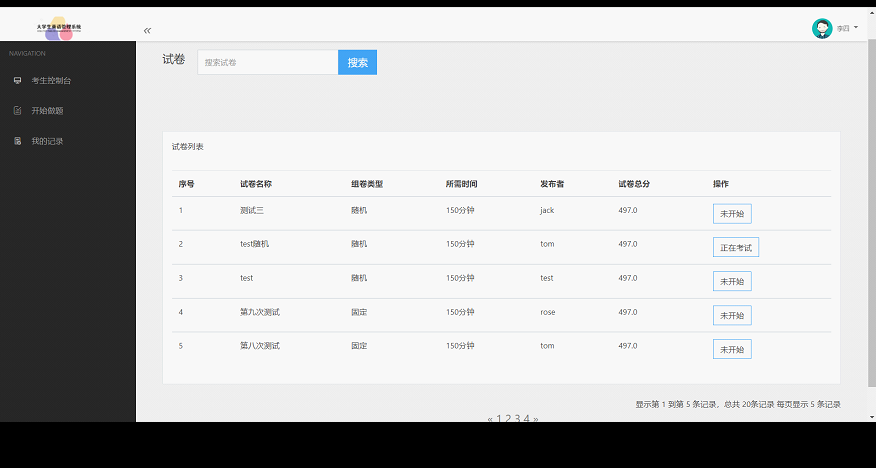 大学生英语管理系统
«
李四
NAVIGATION
考生控制台
开始做题
我的记录
试卷 搜索试卷 搜索
试卷列表
序号 试卷名称 组卷类型 所需时间 发布者 试卷总分 操作
1 测试三 随机 150分钟 jack 497.0 未开始
2 test随机 随机 150分钟 tom 497.0 正在考试
3 test 随机 150分钟 test 497.0 未开始
4 第九次测试 固定 150分钟 rose 497.0 未开始
5 第八次测试 固定 150分钟 tom 497.0 未开始
显示第 1 到第 5 条记录，总共 20条记录 每页显示 5 条记录
« 1 2 3 4 »